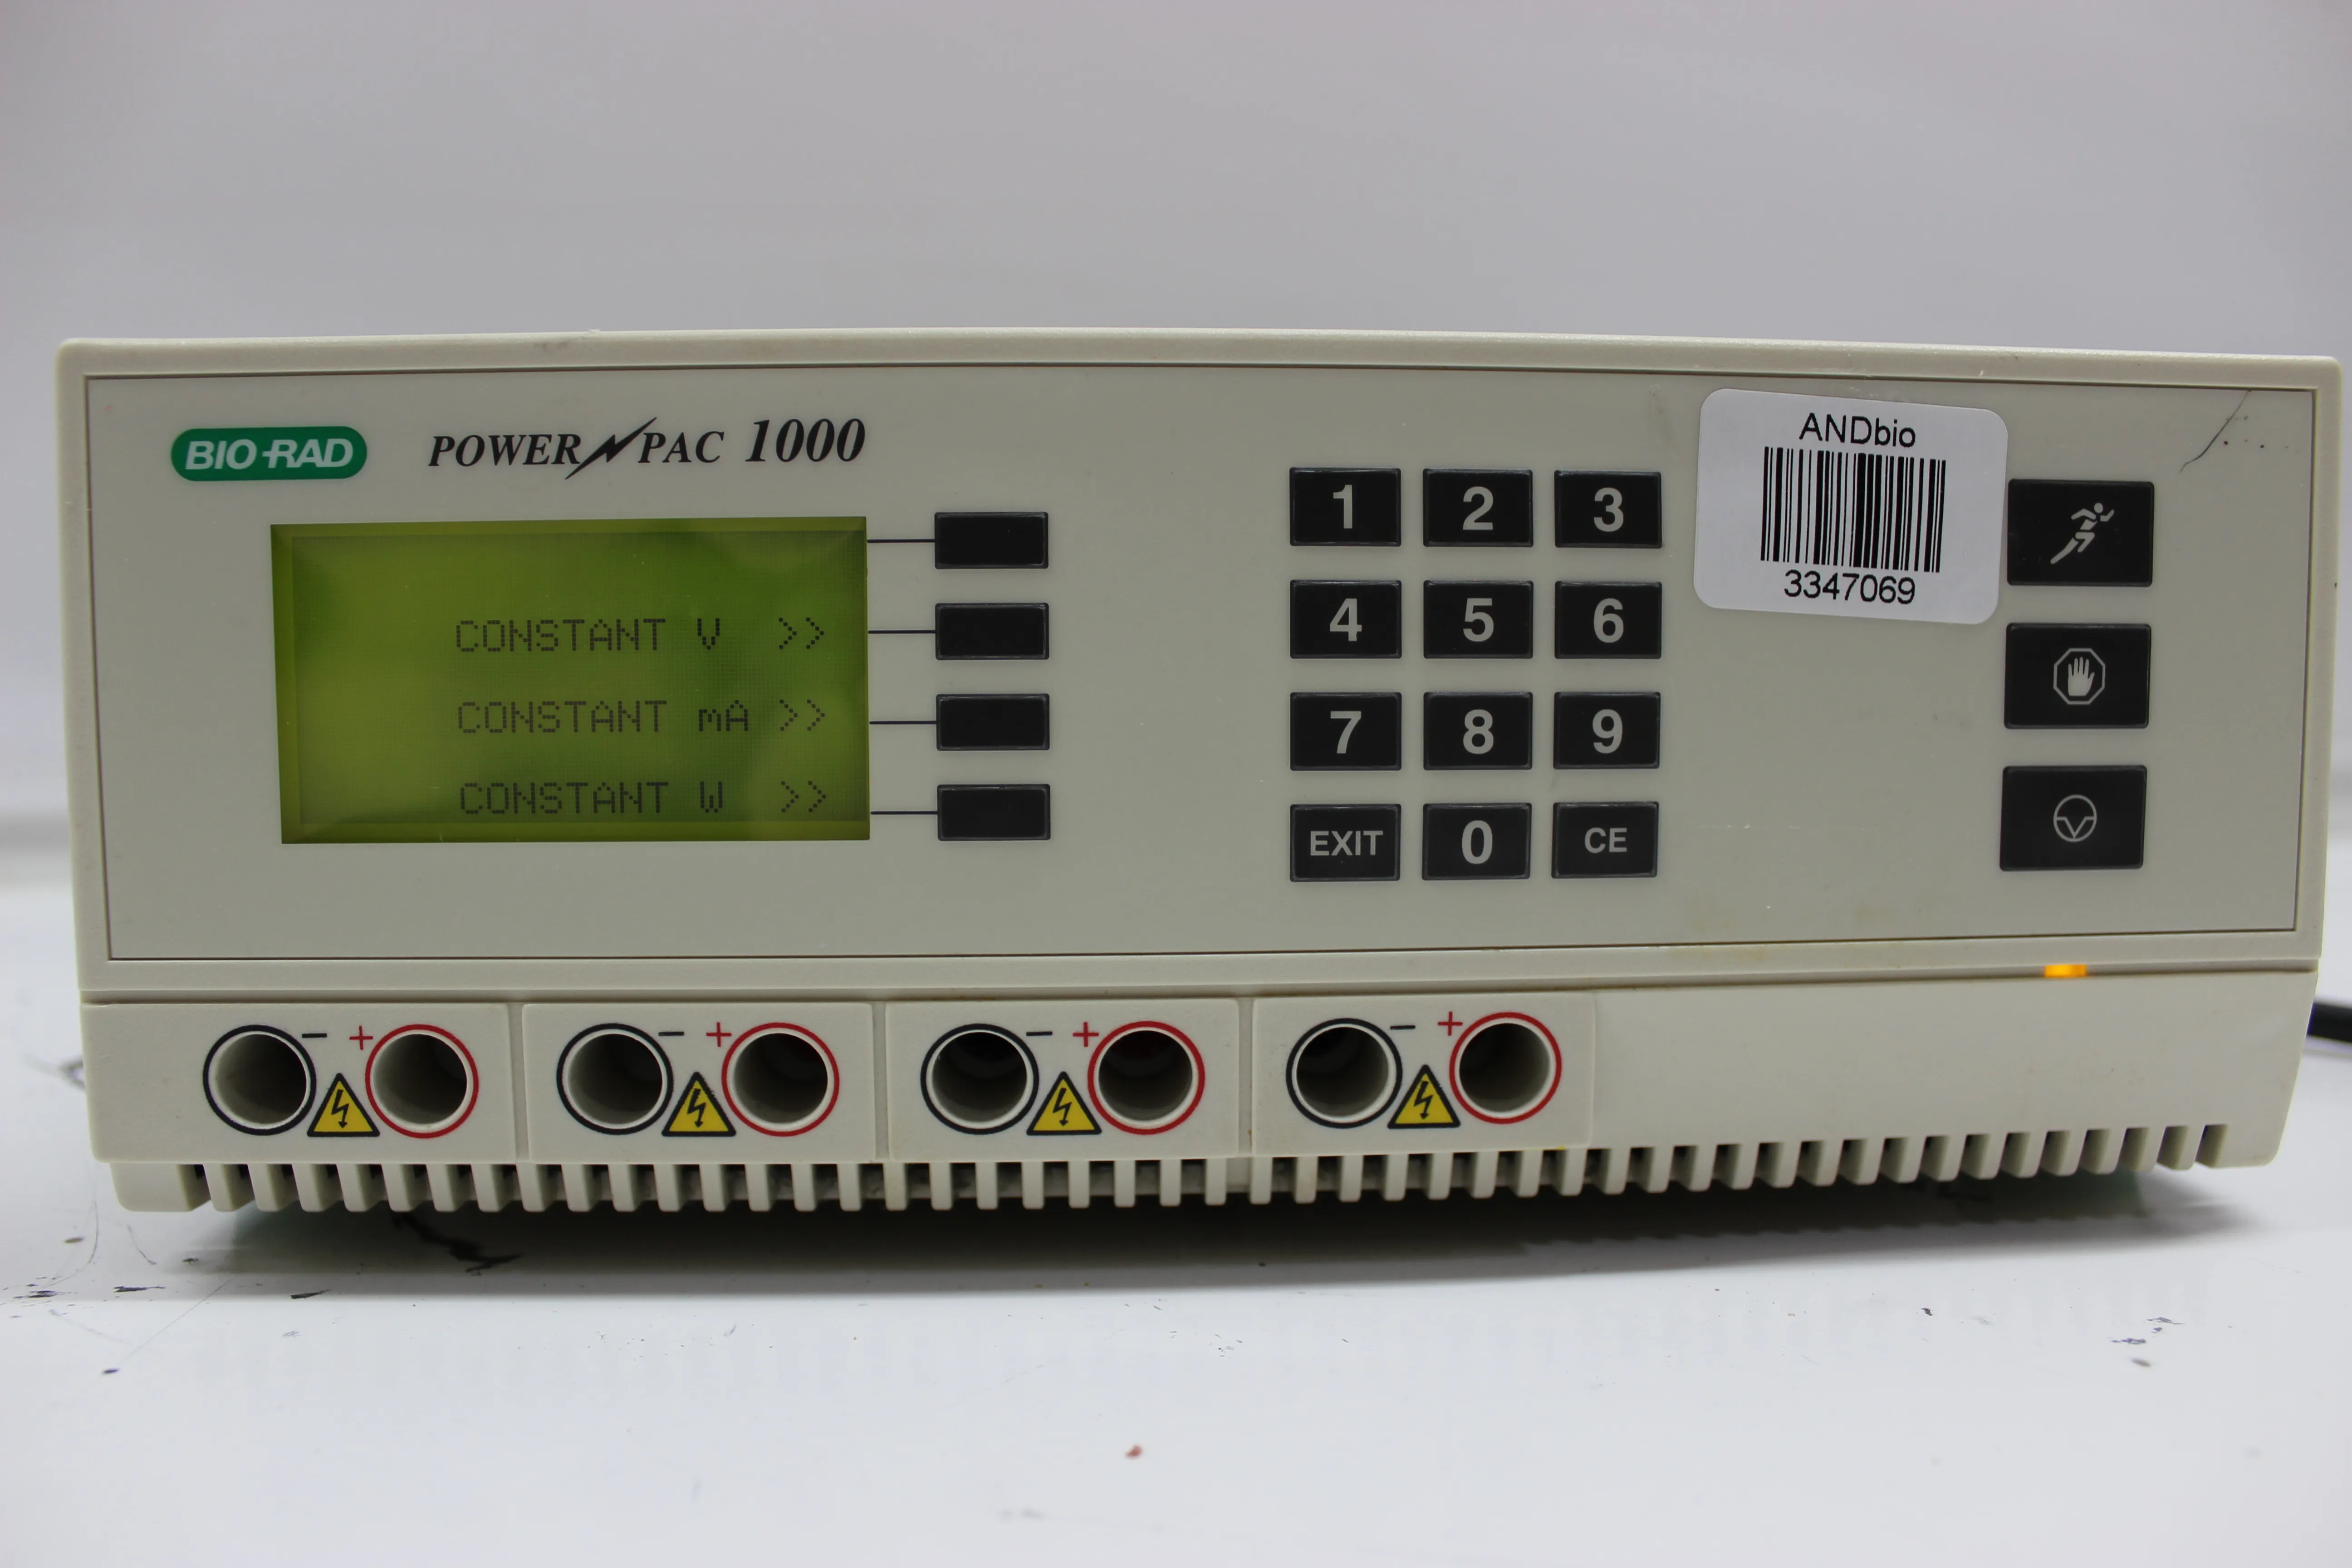 BIO-RAD
POWER PAC 1000
CONSTANT V >>
CONSTANT mA >>
CONSTANT W >>
1 2 3
4 5 6
7 8 9
EXIT 0 CE
ANDbio
3347069
- +
- +
- +
- +